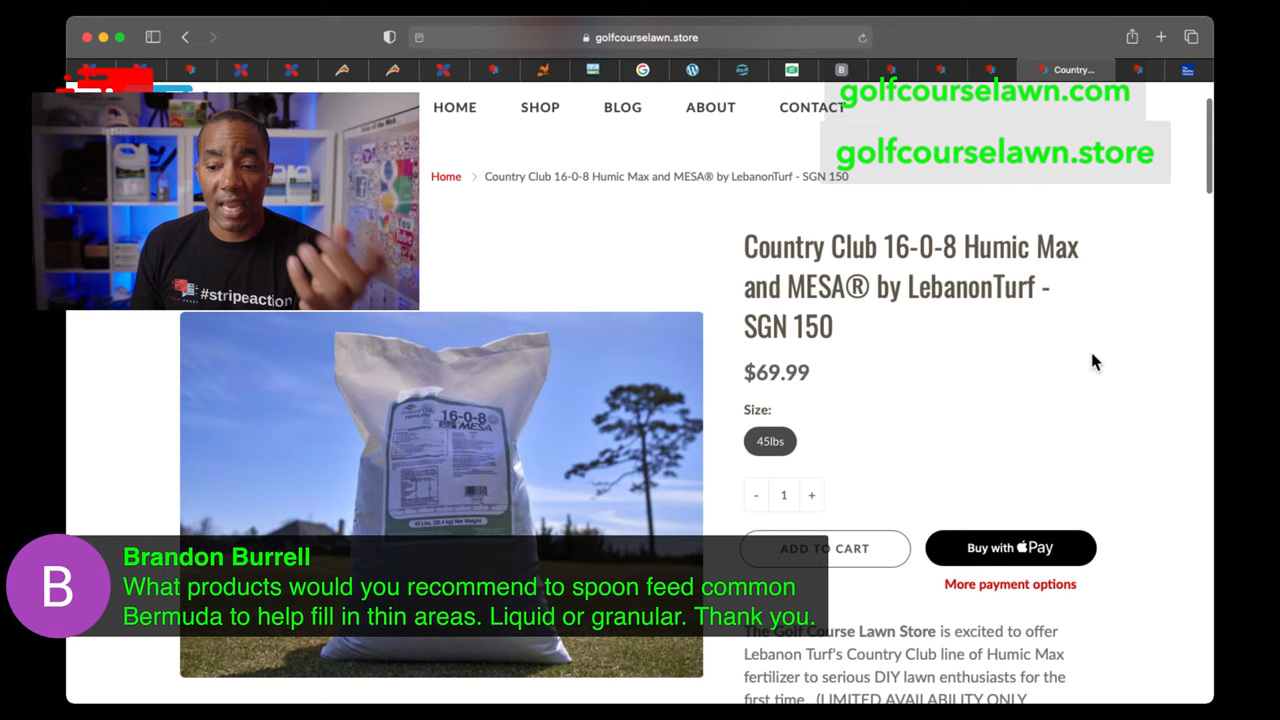 golfcourselawn.store
Country...
HOME SHOP BLOG ABOUT CONTACT
golfcourselawn.com
golfcourselawn.store
Home > Country Club 16-0-8 Humic Max and MESA® by LebanonTurf - SGN 150
#stripeaction
Country Club 16-0-8 Humic Max
and MESA® by LebanonTurf -
SGN 150
$69.99
Size:
45lbs
- 1 +
ADD TO CART
Buy with Pay
More payment options
16-0-8
MESA
B
Brandon Burrell
What products would you recommend to spoon feed common
Bermuda to help fill in thin areas. Liquid or granular. Thank you.
The Golf Course Lawn Store is excited to offer
Lebanon Turf's Country Club line of Humic Max
fertilizer to serious DIY lawn enthusiasts for the
first time. (LIMITED AVAILABILITY ONLY